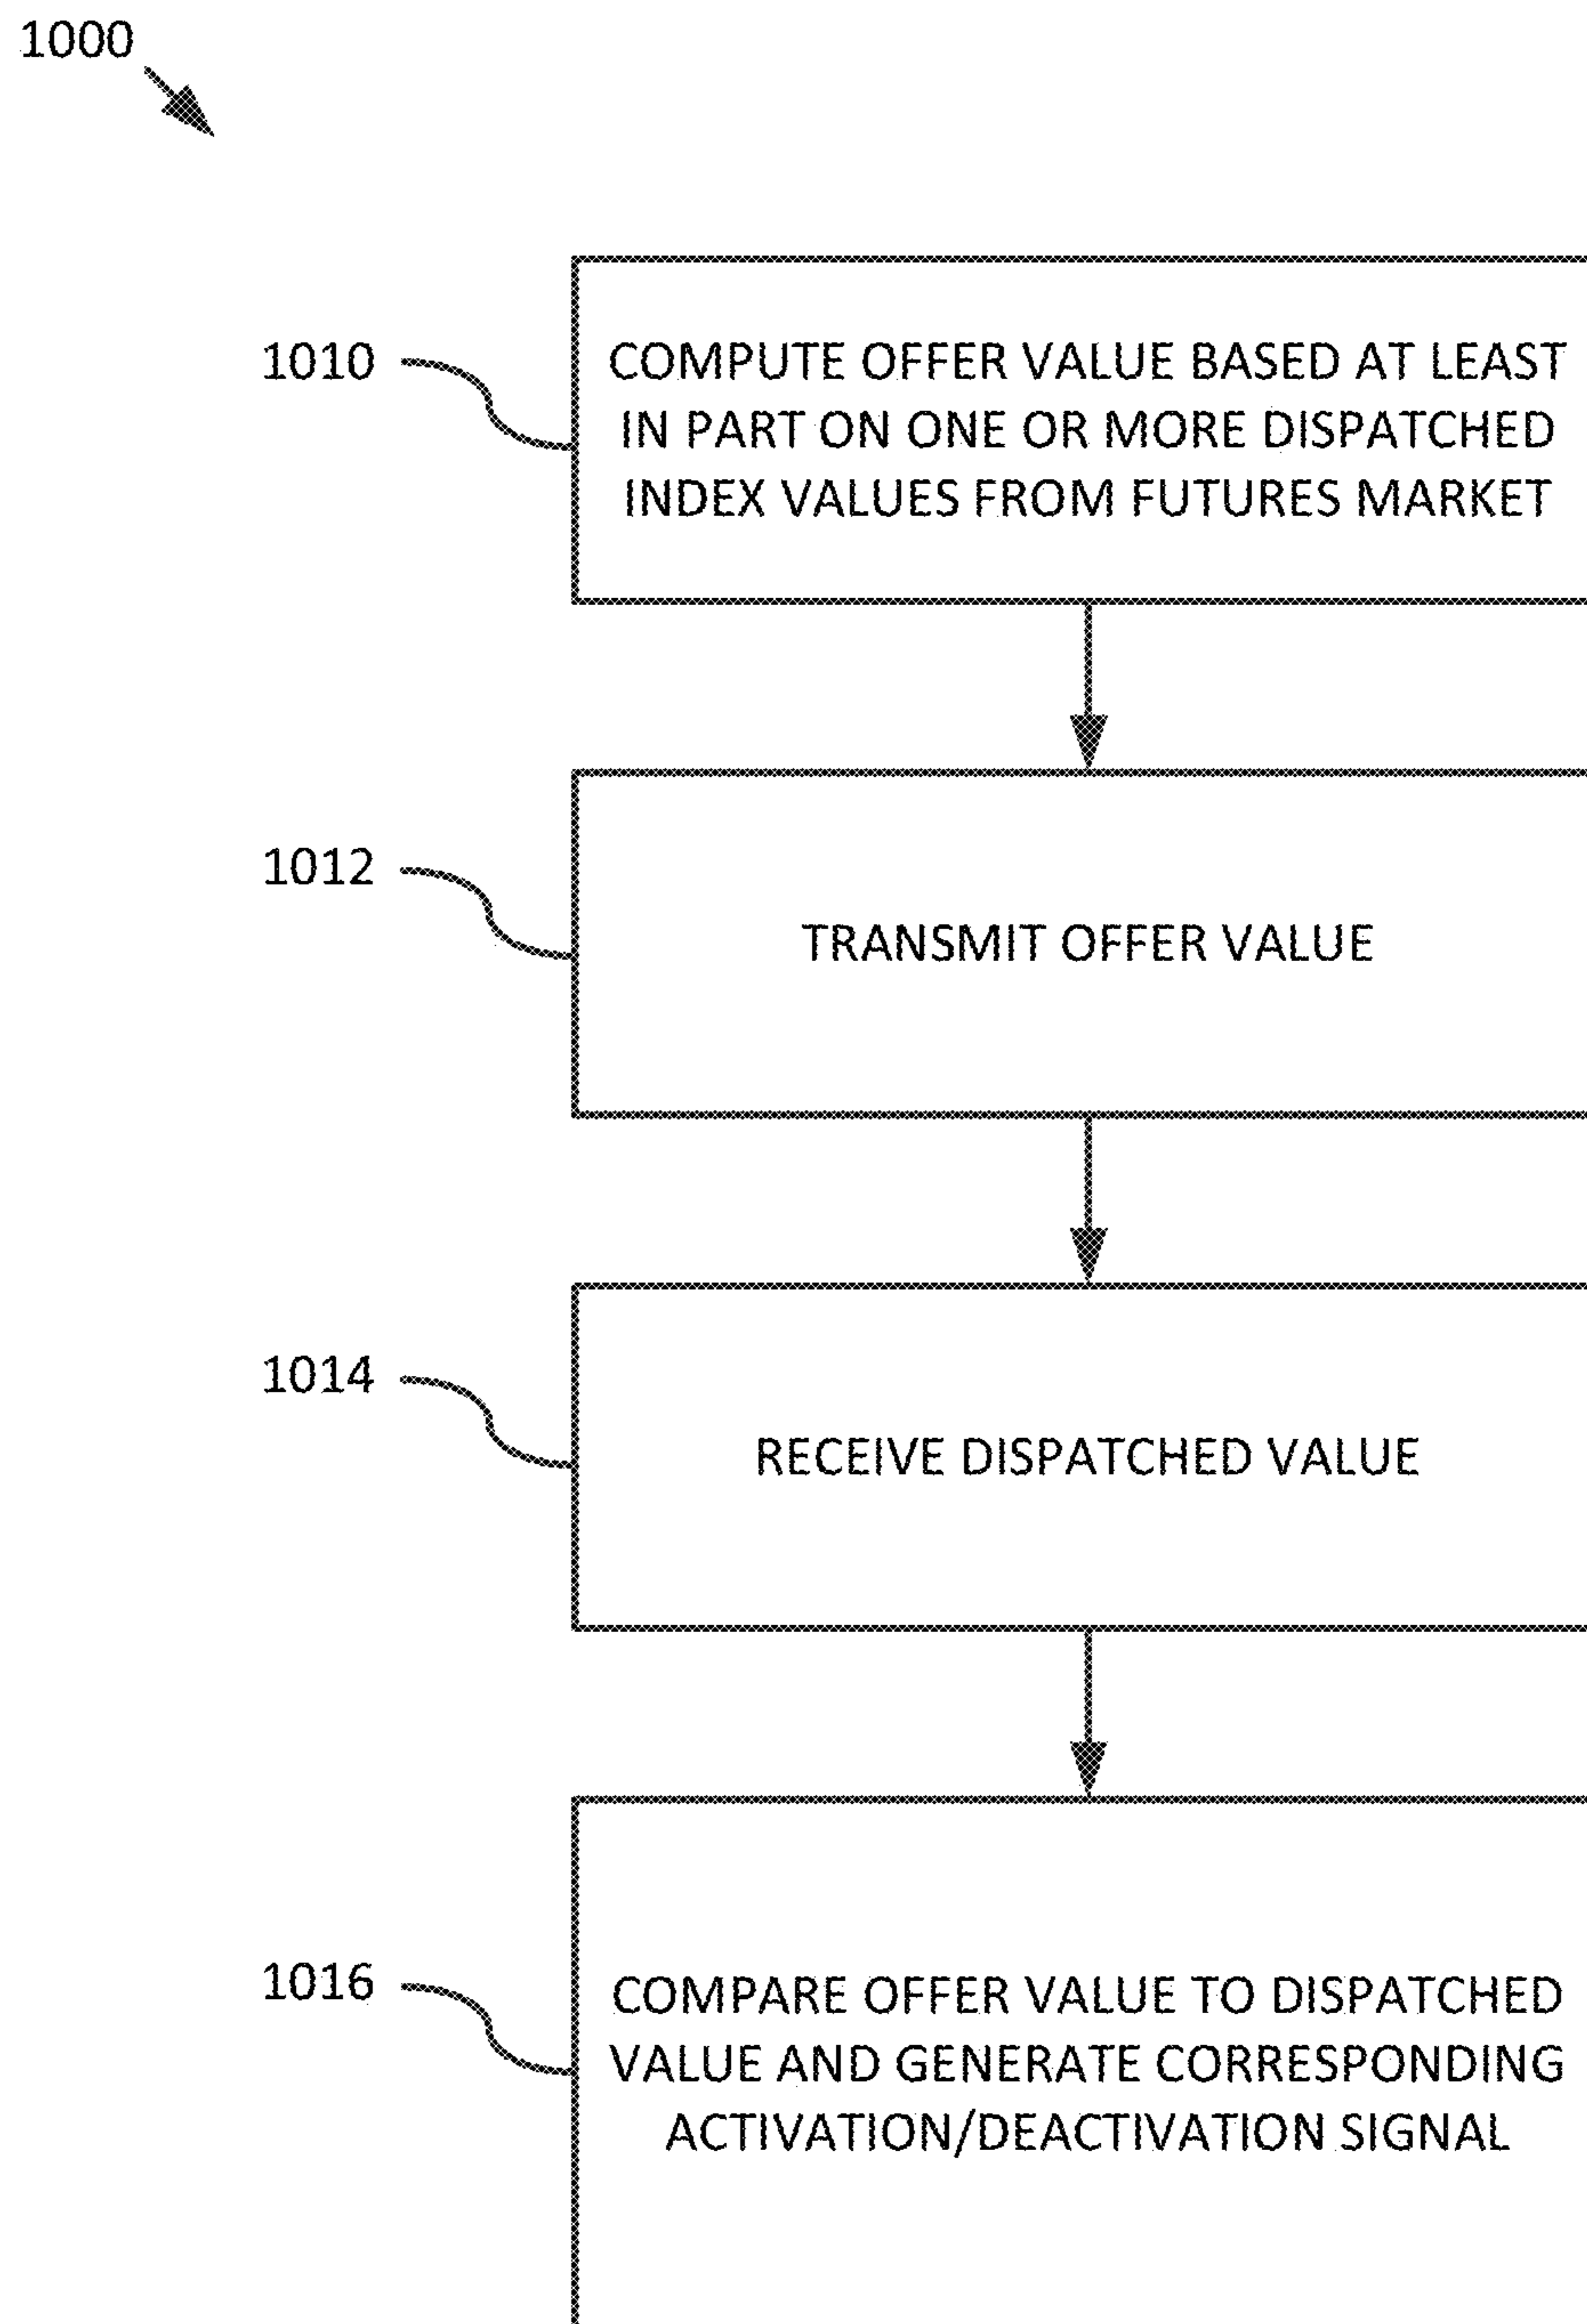 1000
1010
COMPUTE OFFER VALUE BASED AT LEAST
IN PART ON ONE OR MORE DISPATCHED
INDEX VALUES FROM FUTURES MARKET
1012
TRANSMIT OFFER VALUE
1014
RECEIVE DISPATCHED VALUE
1016
COMPARE OFFER VALUE TO DISPATCHED
VALUE AND GENERATE CORRESPONDING
ACTIVATION/DEACTIVATION SIGNAL